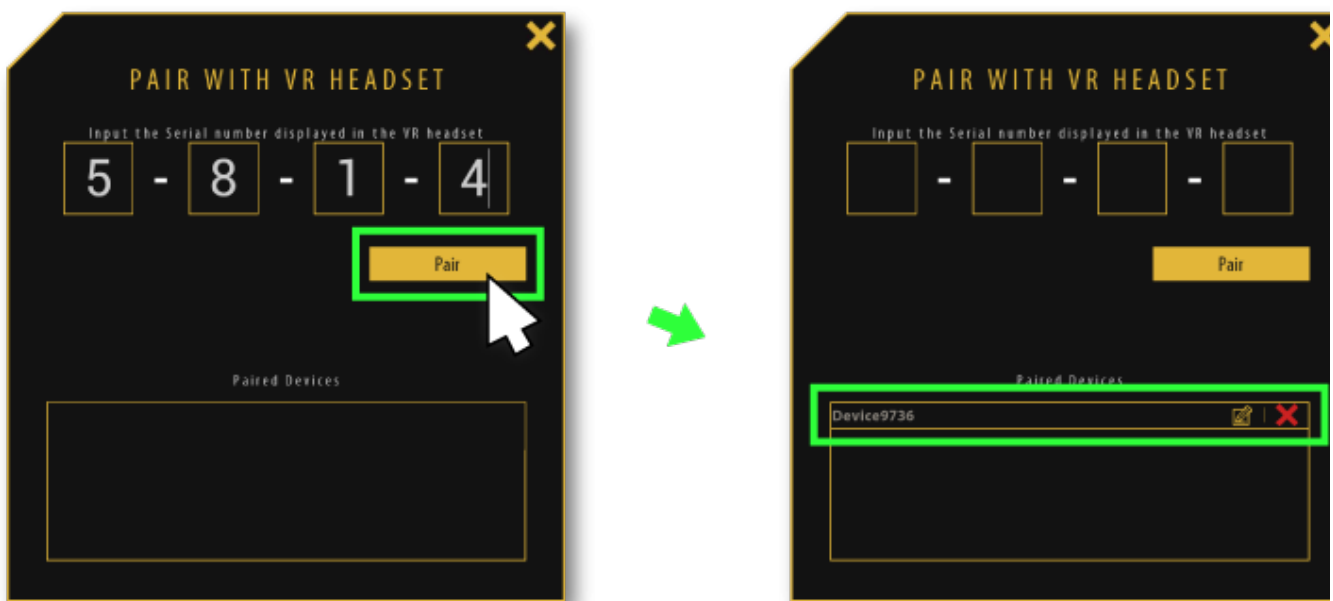 PAIR WITH VR HEADSET
Input the Serial number displayed in the VR headset
5 - 8 - 1 - 4
Pair
Paired Devices
PAIR WITH VR HEADSET
Input the Serial number displayed in the VR headset
- - -
Pair
Paired Devices
Device9736